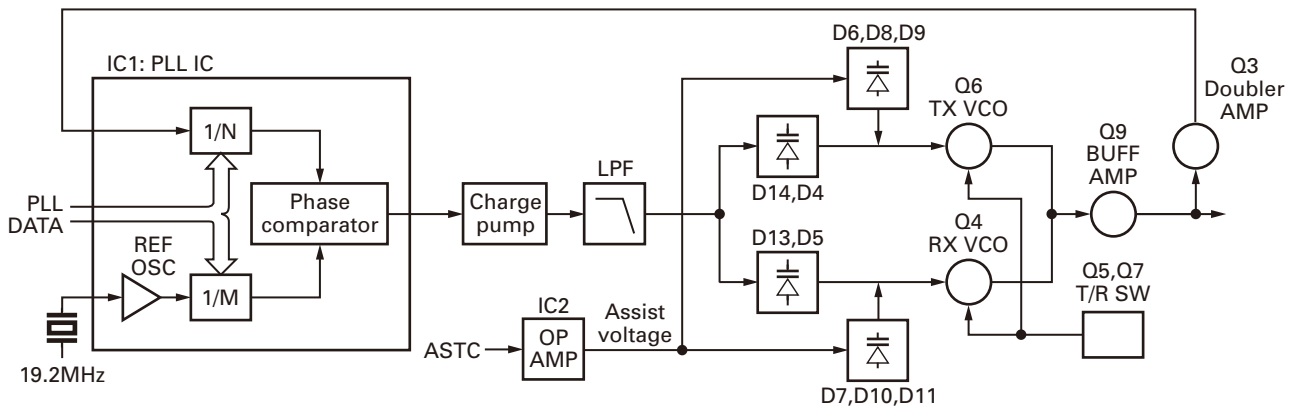 D6,D8,D9
Q3
Doubler
AMP
IC1: PLL IC
Q6
TX VCO
1/N
Q9
BUFF
AMP
LPF
D14,D4
PLL
DATA
Phase
comparator
Charge
pump
REF
OSC
D13,D5
Q4
RX VCO
1/M
Q5,Q7
T/R SW
IC2
Assist
voltage
ASTC
OP
AMP
19.2MHz
D7,D10,D11